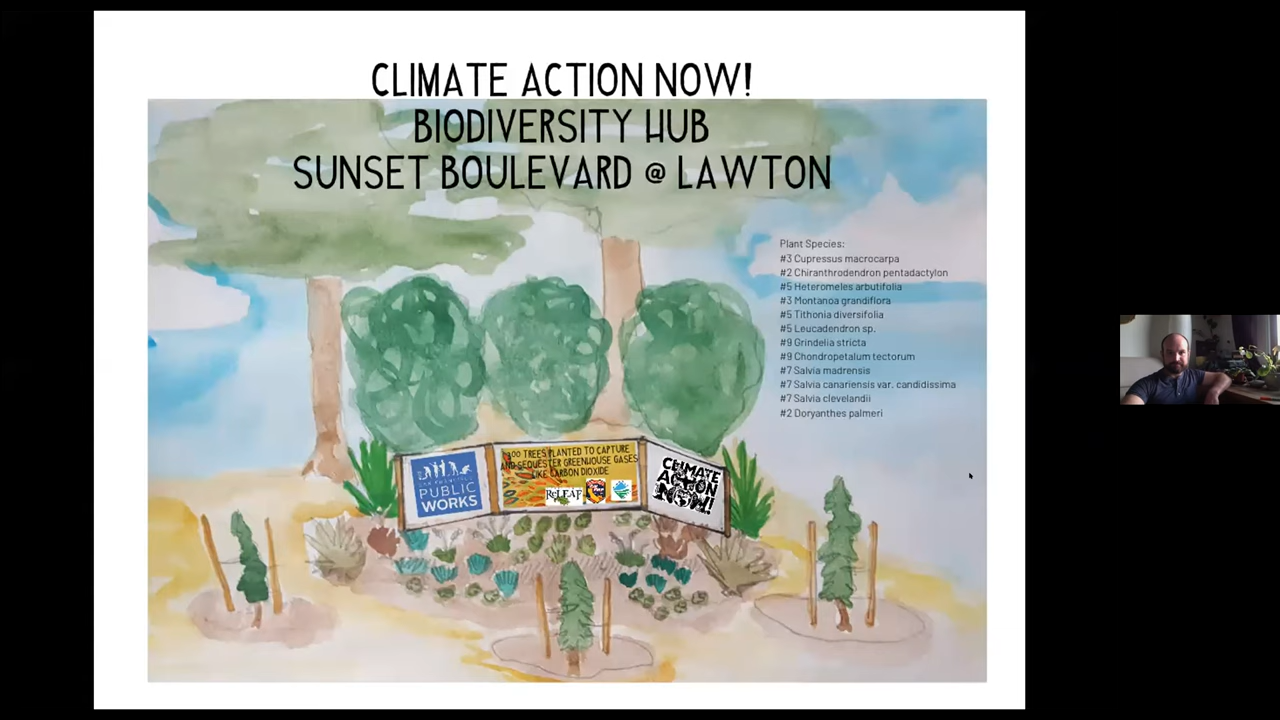 CLIMATE ACTION NOW!
BIODIVERSITY HUB
SUNSET BOULEVARD @ LAWTON
Plant Species:
#3 Cupressus macrocarpa
#2 Chiranthrodendron pentadactylon
#5 Heteromeles arbutifolia
#3 Montanoa grandiflora
#5 Tithonia diversifolia
#5 Leucadendron sp.
#9 Grindelia stricta
#9 Chondropetalum tectorum
#7 Salvia madrensis
#7 Salvia canariensis var. candidissima
#7 Salvia clevelandii
#2 Doryanthes palmeri
PUBLIC
WORKS
TREES PLANTED TO CAPTURE
AND SEQUESTER GREENHOUSE GASES
LIKE CARBON DIOXIDE
ReLEAF
CLIMATE
ACTION
NOW!